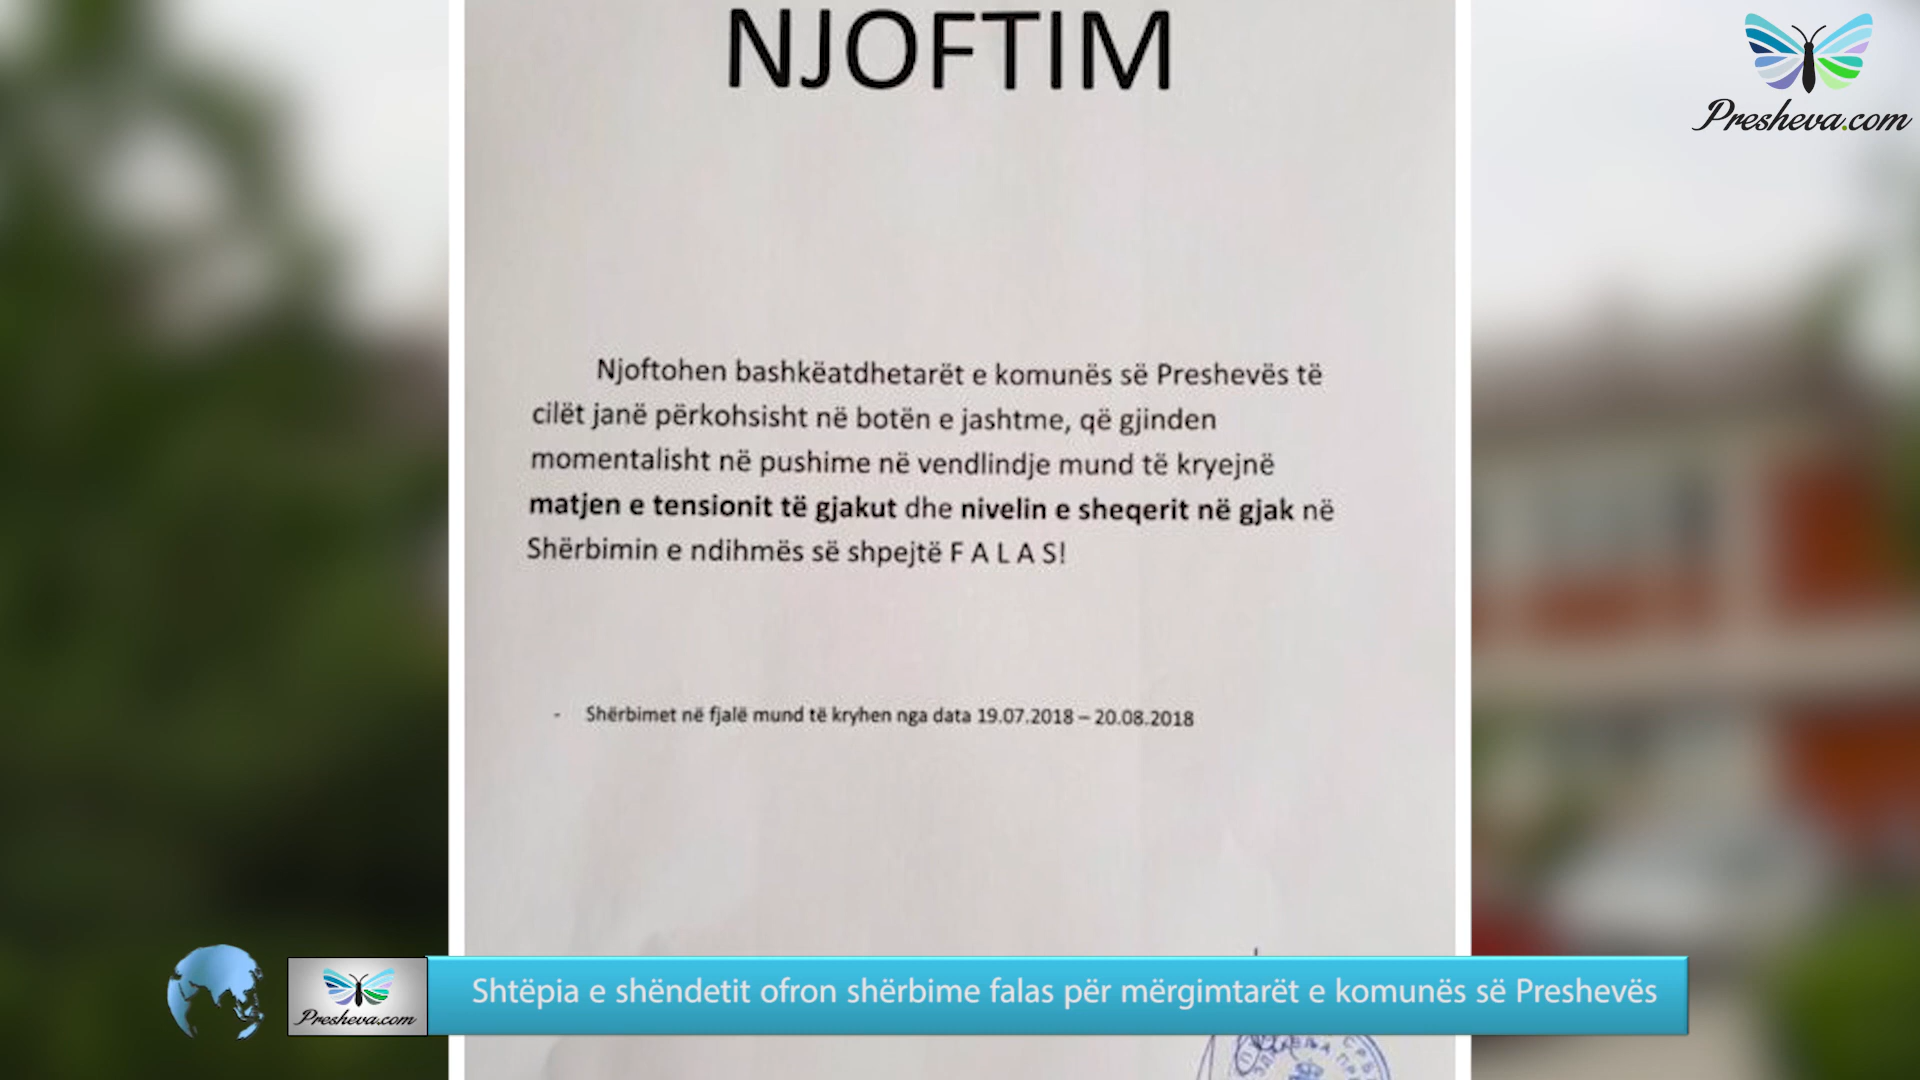 NJOFTIM
Presheva.com
Njoftohen bashkëatdhetarët e komunës së Preshevës të
cilët janë përkohsisht në botën e jashtme, që gjinden
momentalisht në pushime në vendlindje mund të kryejnë
matjen e tensionit të gjakut dhe nivelin e sheqerit në gjak në
Shërbimin e ndihmës së shpejtë F A L A S!
- Shërbimet në fjalë mund të kryhen nga data 19.07.2018 – 20.08.2018
Presheva.com
Shtëpia e shëndetit ofron shërbime falas për mërgimtarët e komunës së Preshevës